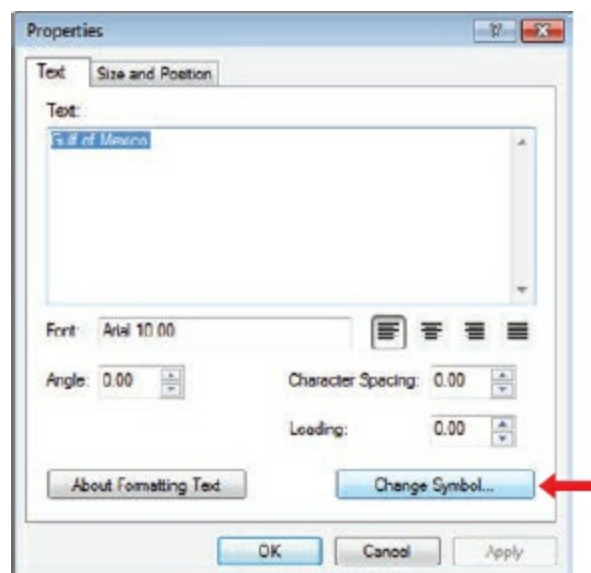 Properties
Text Size and Position
Text:
Gulf of Mexico
Font: Arial 10.00
Angle: 0.00 Character Spacing: 0.00
Leading: 0.00
About Formatting Text Change Symbol...
OK Cancel Apply